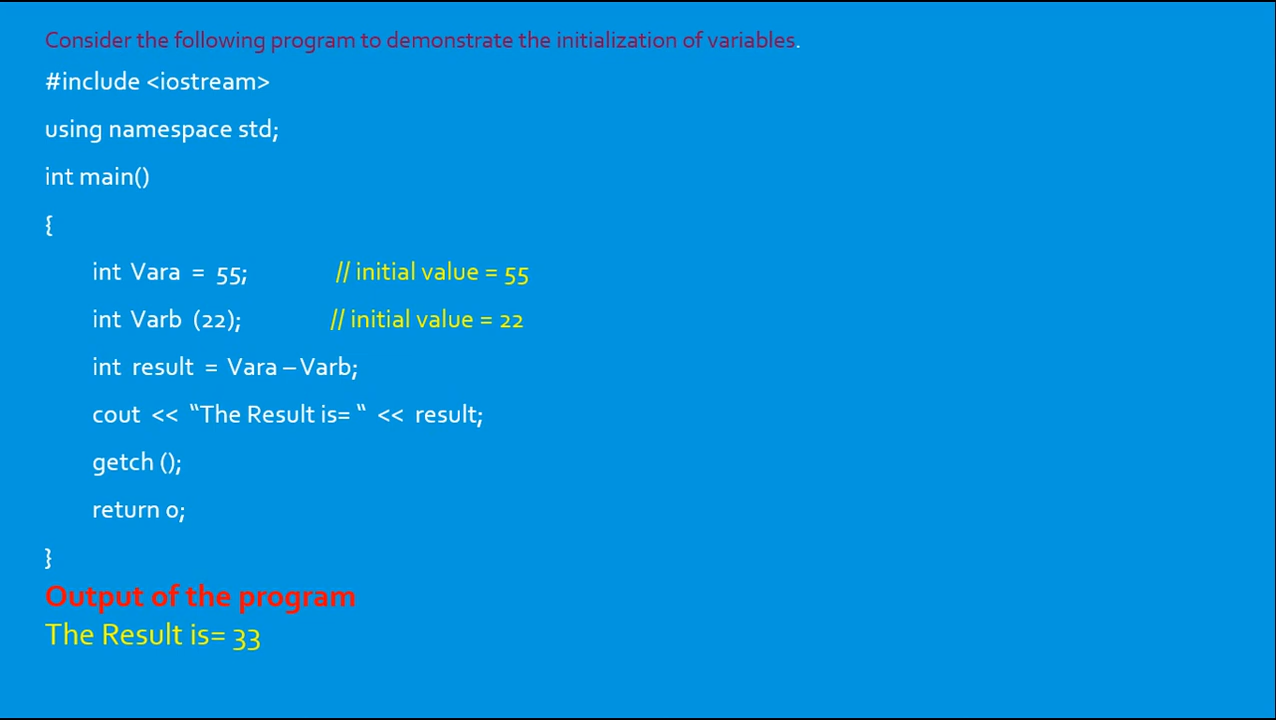 Consider the following program to demonstrate the initialization of variables.
#include <iostream>
using namespace std;
int main()
{
int Vara = 55; // initial value = 55
int Varb (22); // initial value = 22
int result = Vara – Varb;
cout << “The Result is= “ << result;
getch ();
return 0;
}
Output of the program
The Result is= 33